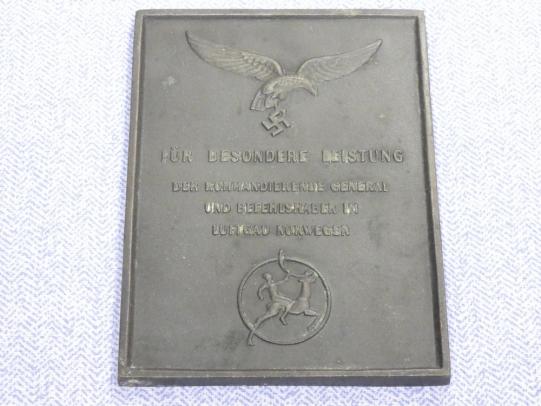 FÜR BESONDERE LEISTUNG
DER KOMMANDIERENDE GENERAL
UND BEFEHLSHABER IM
LUFTGAU NORWEGEN